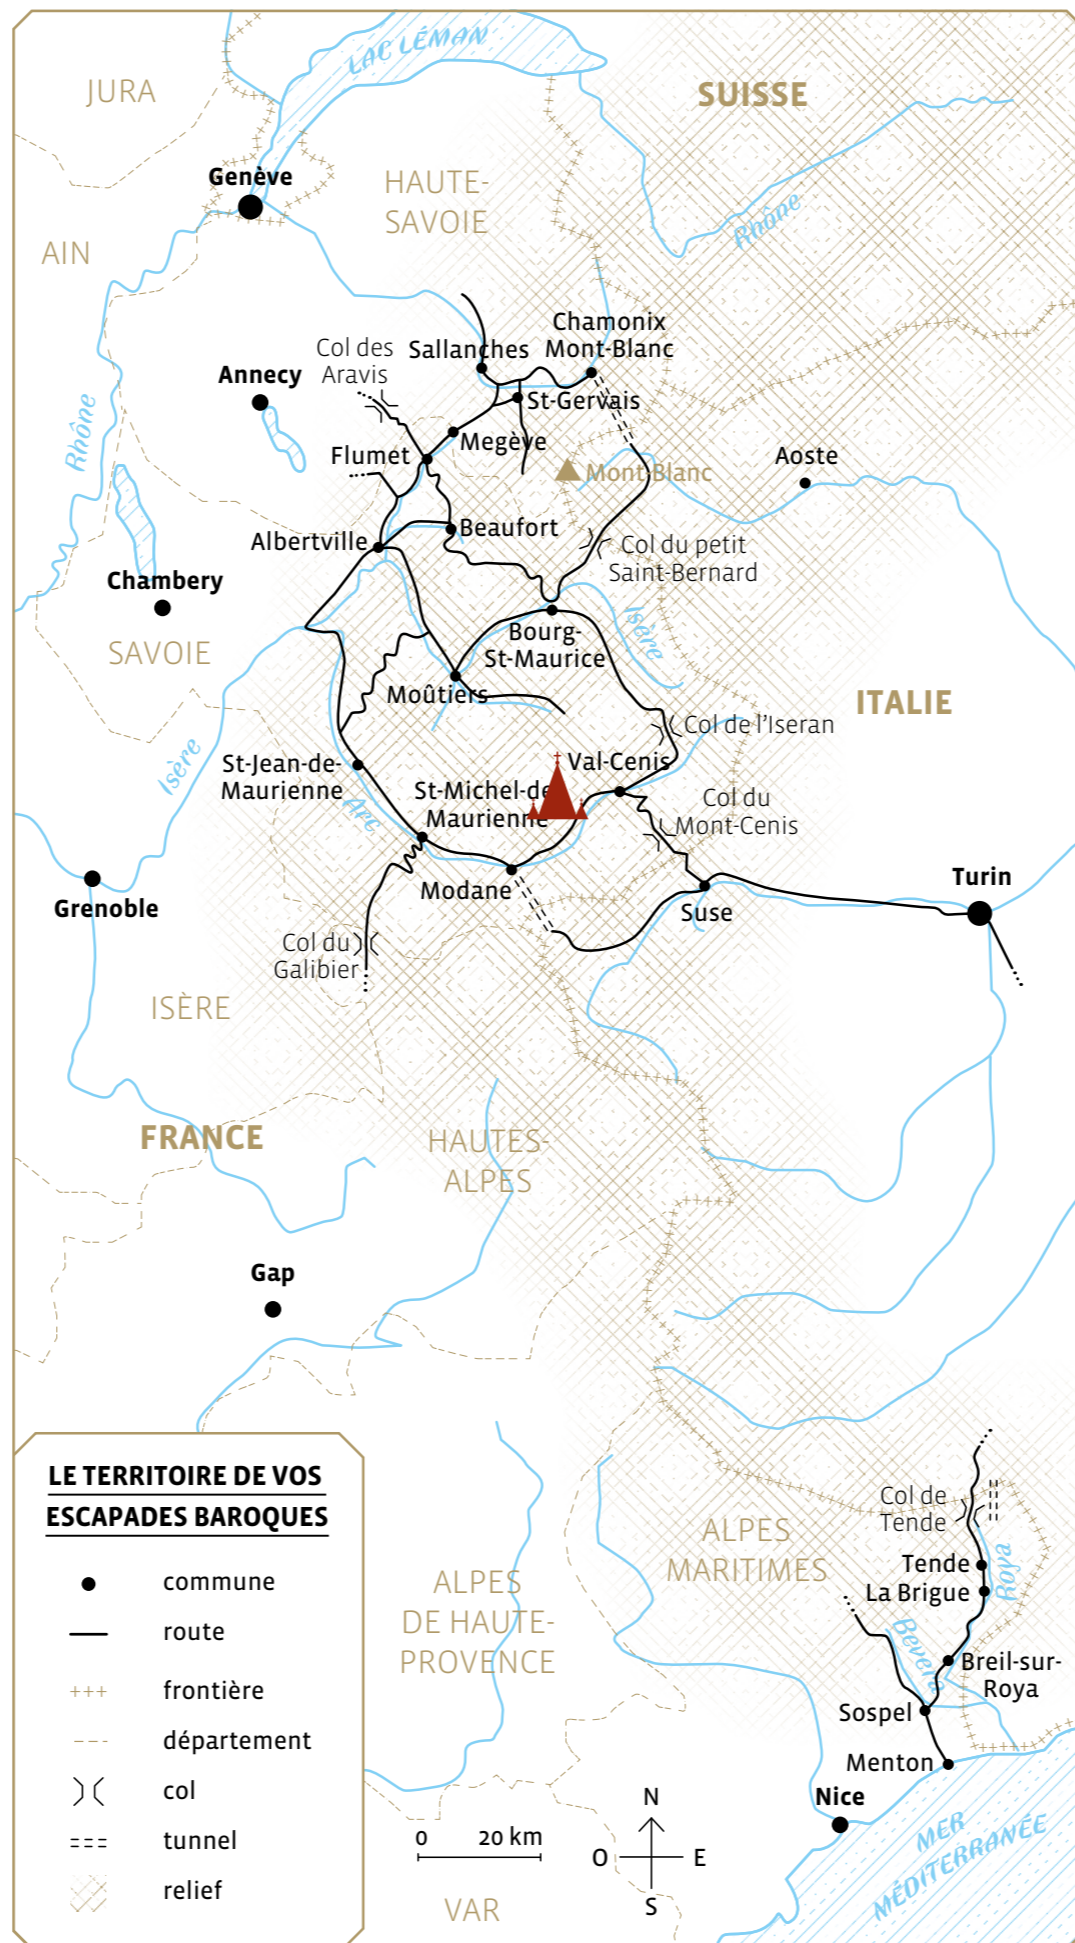 LAC LÉMAN
JURA
SUISSE
Genève
HAUTE-
SAVOIE
Rhône
AIN
Chamonix
Mont-Blanc
Col des
Aravis
Sallanches
Annecy
St-Gervais
Rhône
Megève
Flumet
Mont-Blanc
Aoste
Beaufort
Albertville
Col du petit
Saint-Bernard
Chambery
Isère
Bourg-
St-Maurice
SAVOIE
Moûtiers
ITALIE
Col de l'Iseran
Isère
St-Jean-de-
Maurienne
Val-Cenis
Arc
St-Michel-de
Maurienne
Col du
Mont-Cenis
Grenoble
Modane
Suse
Turin
Col du
Galibier
ISÈRE
FRANCE
HAUTES-
ALPES
Gap
LE TERRITOIRE DE VOS
ESCAPADES BAROQUES
commune
route
frontière
département
col
tunnel
relief
Col de
Tende
ALPES
MARITIMES
Tende
La Brigue
Roya
ALPES
DE HAUTE-
PROVENCE
Bevera
Breil-sur-
Roya
Sospel
Menton
Nice
MER
MÉDITERRANÉE
0 20 km
N
O E
S
VAR